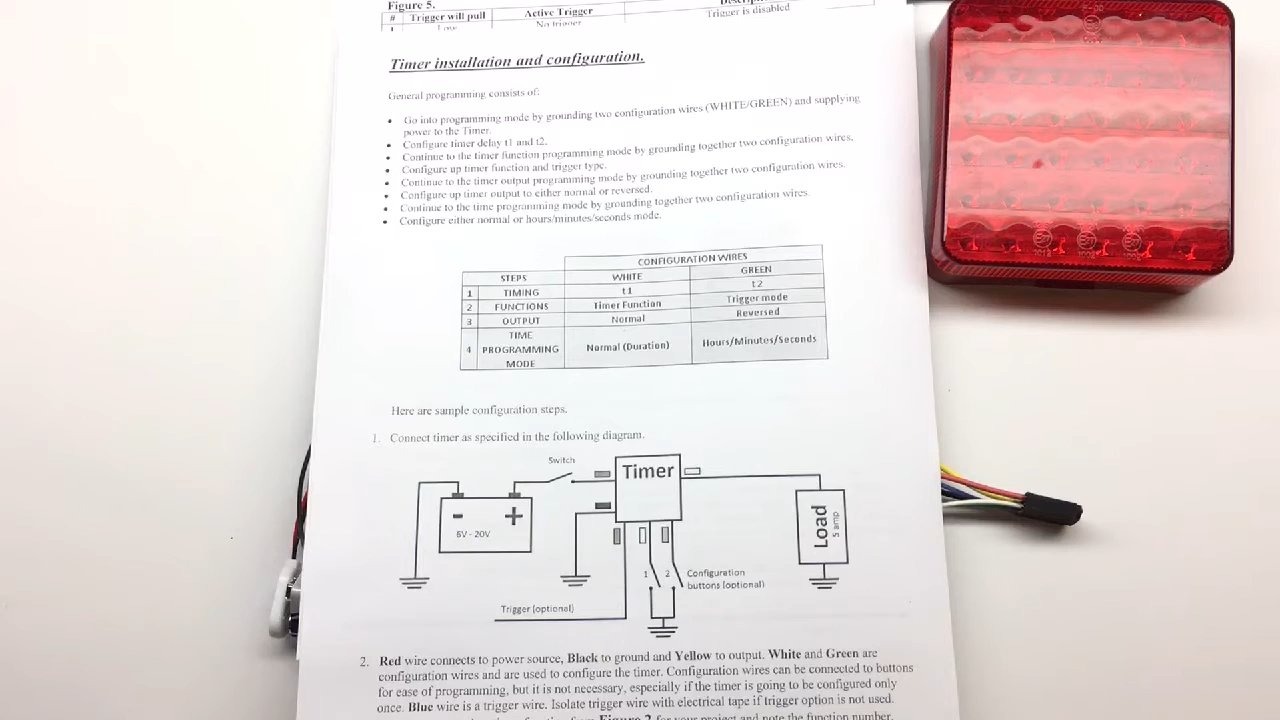 Figure 5.
# Trigger will pull Active Trigger
1 Low No trigger Trigger is disabled
Timer installation and configuration.
General programming consists of:
• Go into programming mode by grounding two configuration wires (WHITE/GREEN) and supplying
power to the Timer.
• Configure timer delay t1 and t2.
• Continue to the timer function programming mode by grounding together two configuration wires.
• Configure up timer function and trigger type.
• Continue to the timer output programming mode by grounding together two configuration wires.
• Configure up timer output to either normal or reversed.
• Continue to the time programming mode by grounding together two configuration wires.
• Configure either normal or hours/minutes/seconds mode.
CONFIGURATION WIRES
STEPS WHITE GREEN
1 TIMING t1 t2
2 FUNCTIONS Timer Function Trigger mode
3 OUTPUT Normal Reversed
4 TIME PROGRAMMING MODE Normal (Duration) Hours/Minutes/Seconds
Here are sample configuration steps.
1. Connect timer as specified in the following diagram.
Switch
Timer
- +
6V - 20V
Load
5 amp
1 2 Configuration
buttons (optional)
Trigger (optional)
2. Red wire connects to power source, Black to ground and Yellow to output. White and Green are
configuration wires and are used to configure the timer. Configuration wires can be connected to buttons
for ease of programming, but it is not necessary, especially if the timer is going to be configured only
once. Blue wire is a trigger wire. Isolate trigger wire with electrical tape if trigger option is not used.
from Figure 2 for your project and note the function number.